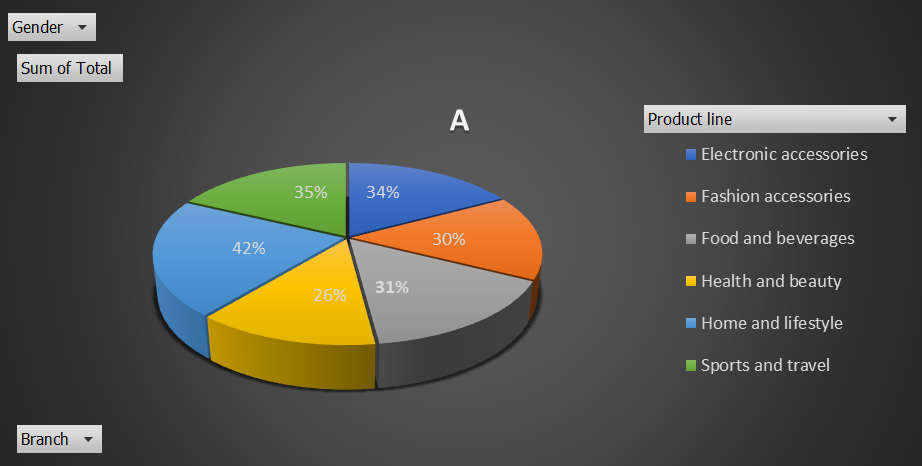 Gender
Sum of Total
A
Product line
Electronic accessories
Fashion accessories
Food and beverages
Health and beauty
Home and lifestyle
Sports and travel
35%
34%
42%
30%
26%
31%
Branch